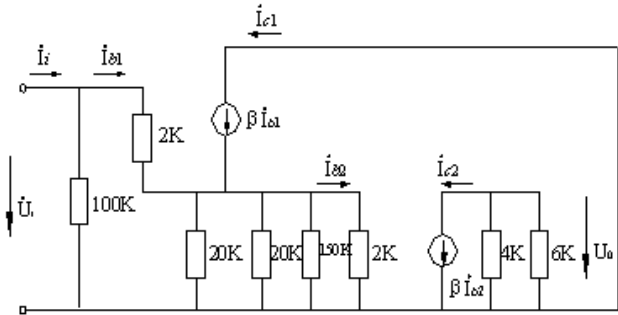 İc1
İi İb1
βİb1
2K
İb2 İc2
U̇i
100K
20K 20K 150K 2K 4K 6K U0
βİb2